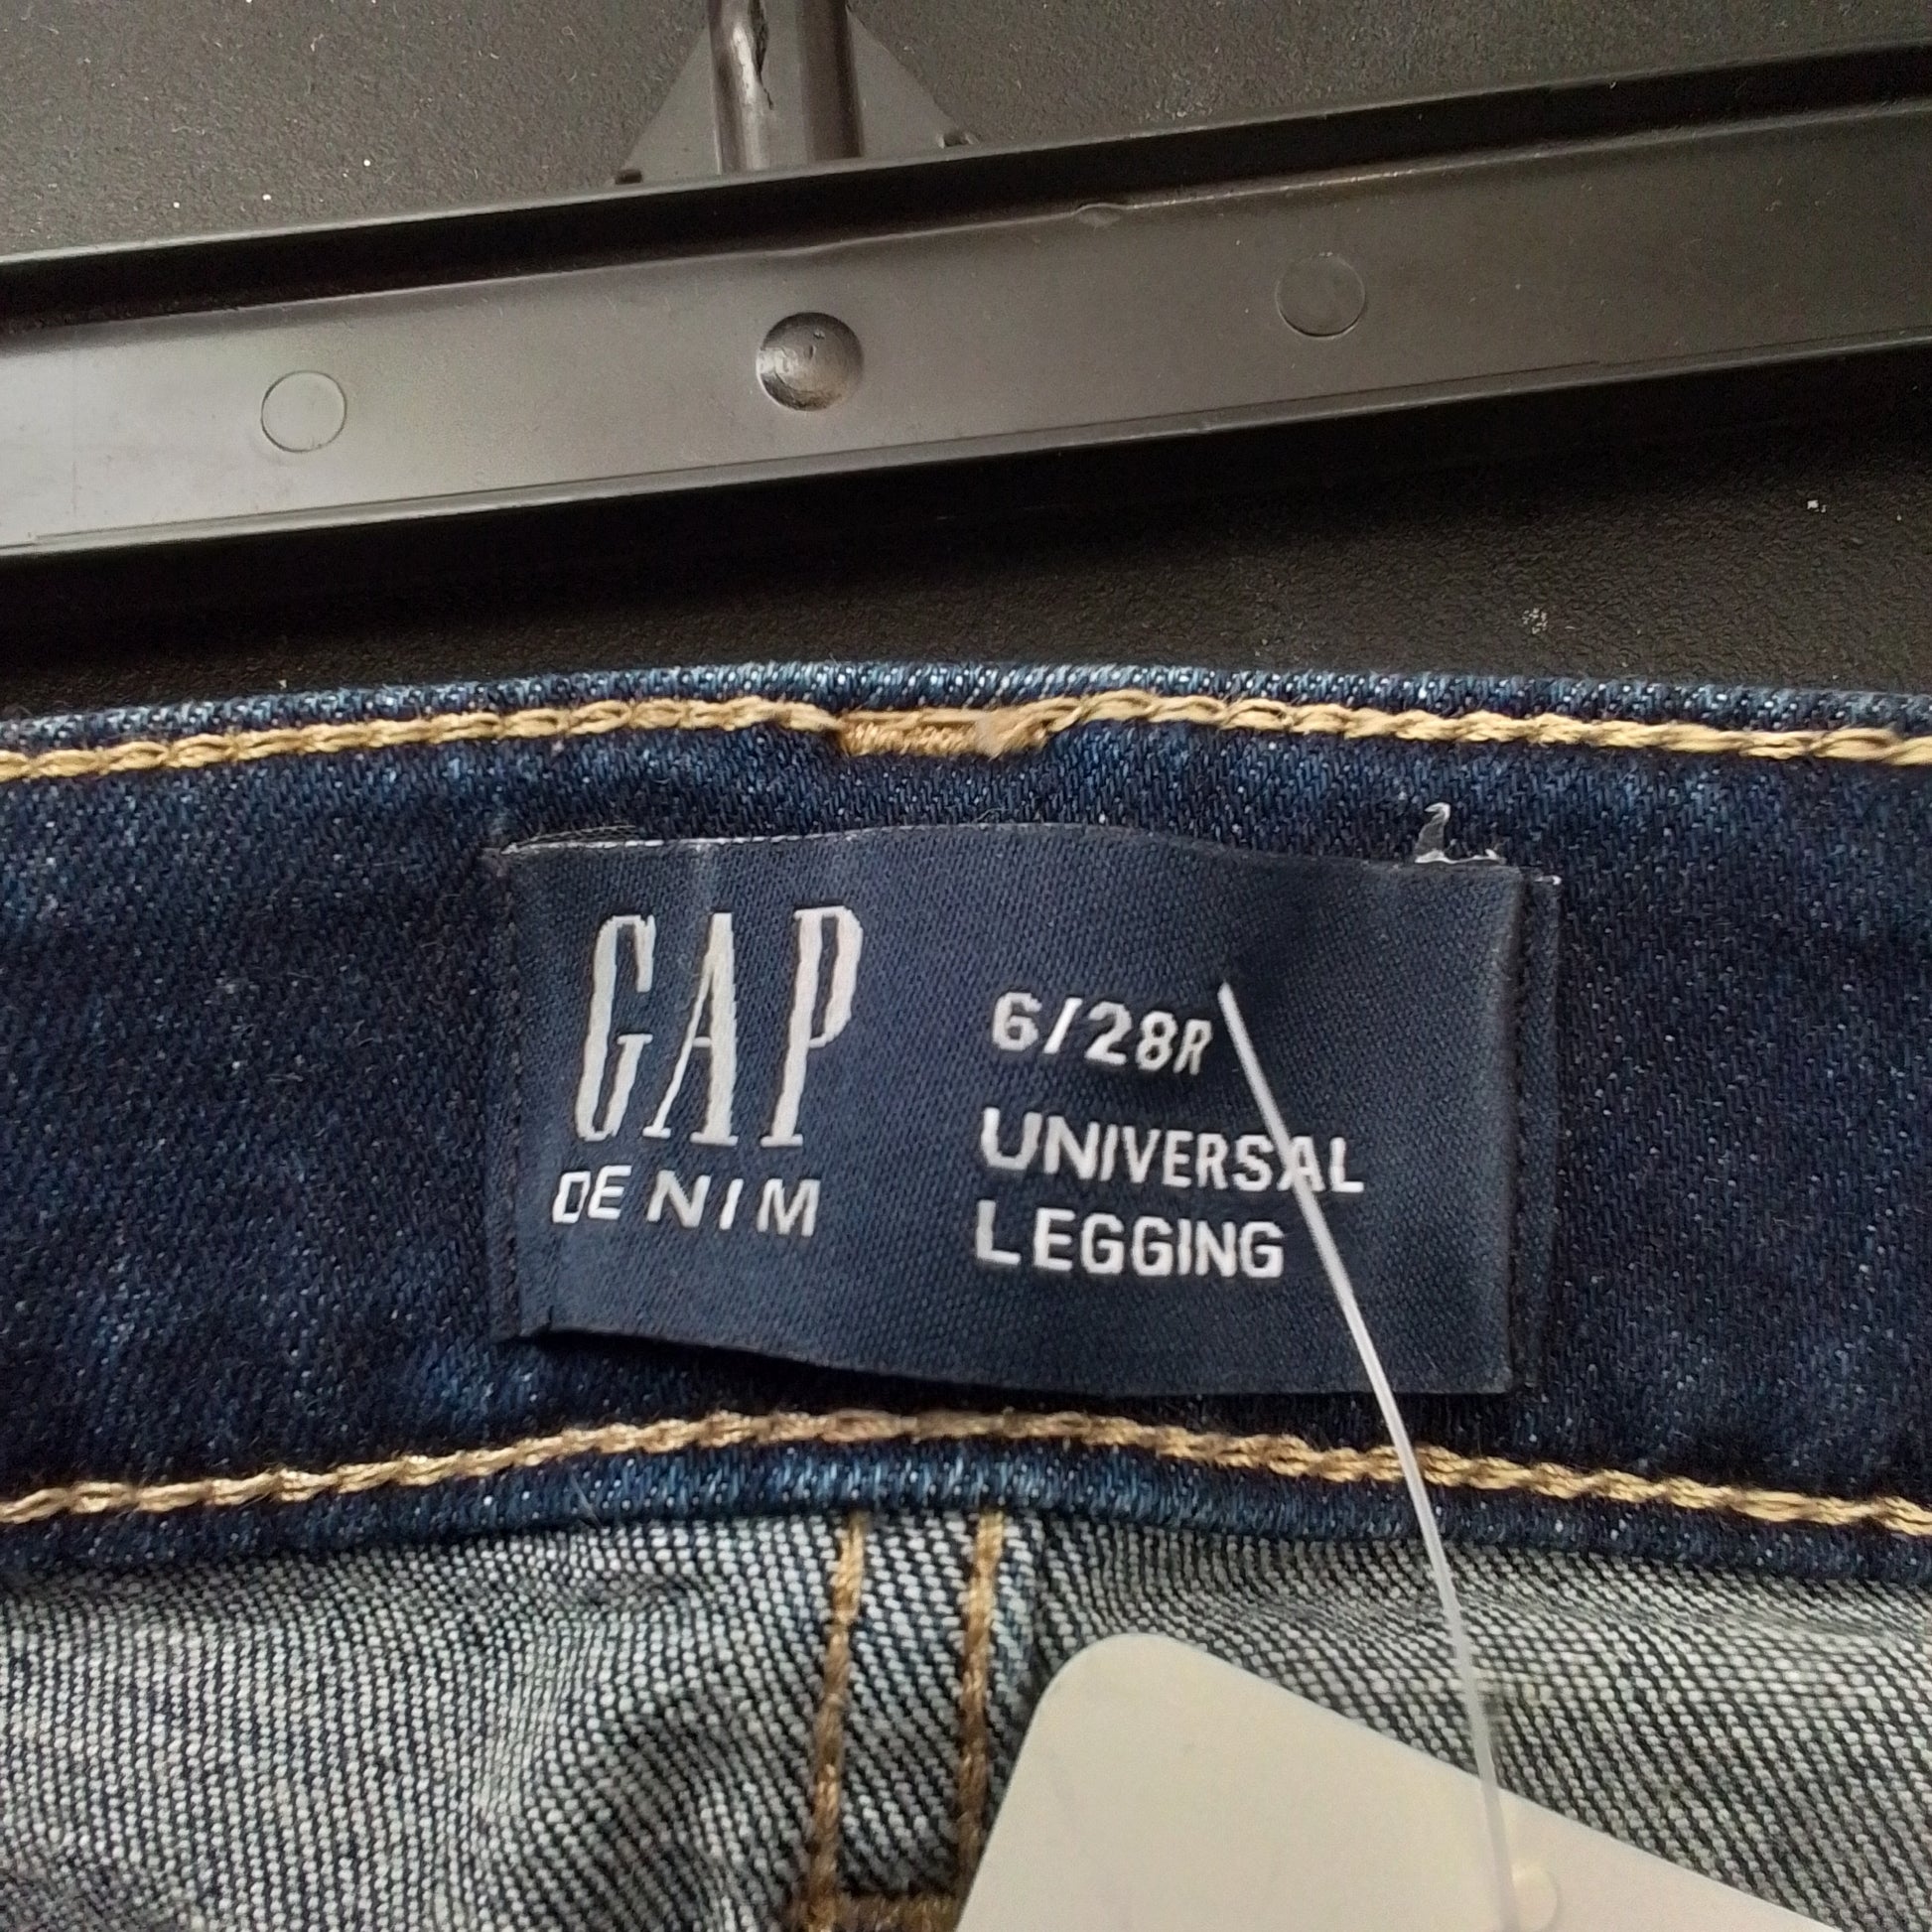 GAP
DENIM
6/28R
UNIVERSAL
LEGGING